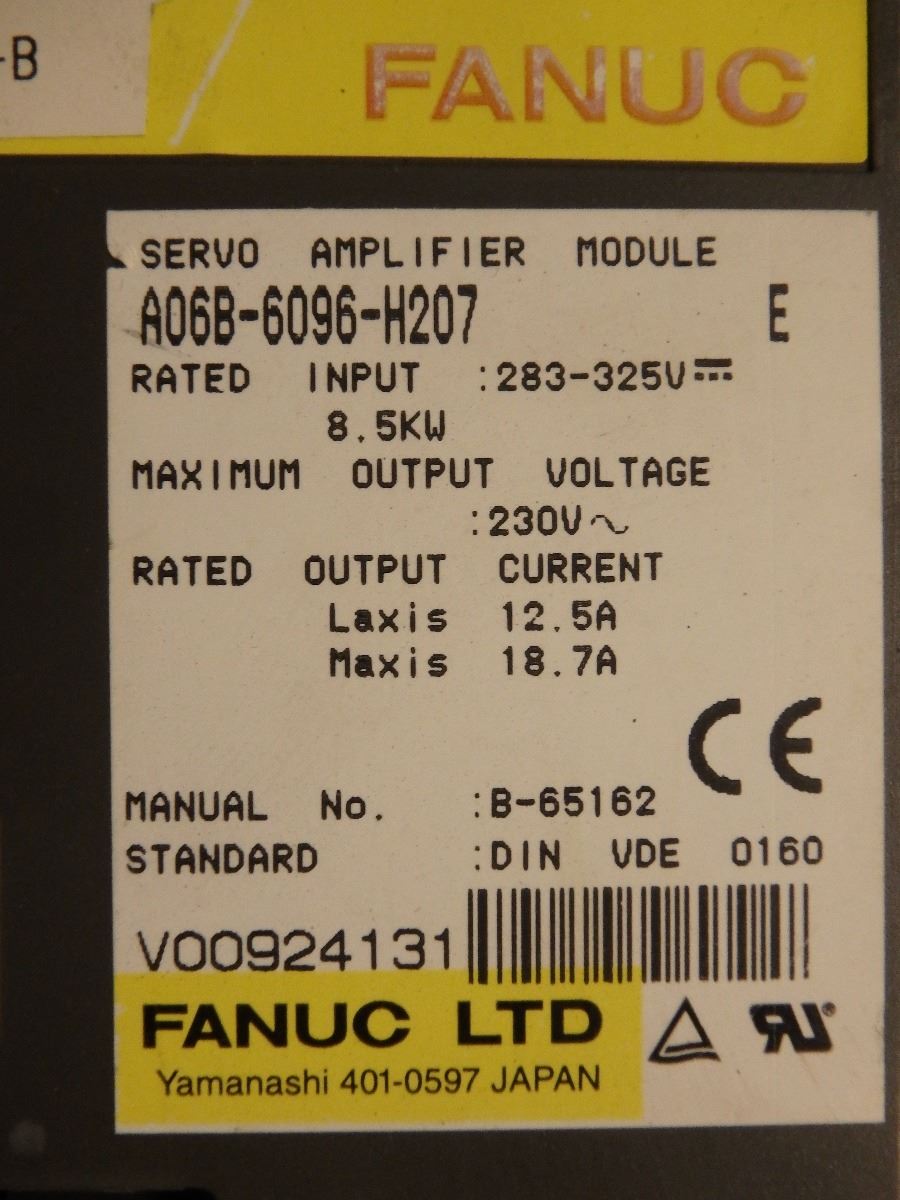 -B
FANUC
SERVO AMPLIFIER MODULE
A06B-6096-H207 E
RATED INPUT :283-325V⎓
8.5KW
MAXIMUM OUTPUT VOLTAGE
:230V~
RATED OUTPUT CURRENT
Laxis 12.5A
Maxis 18.7A
CE
MANUAL No. :B-65162
STANDARD :DIN VDE 0160
V00924131
FANUC LTD
Yamanashi 401-0597 JAPAN